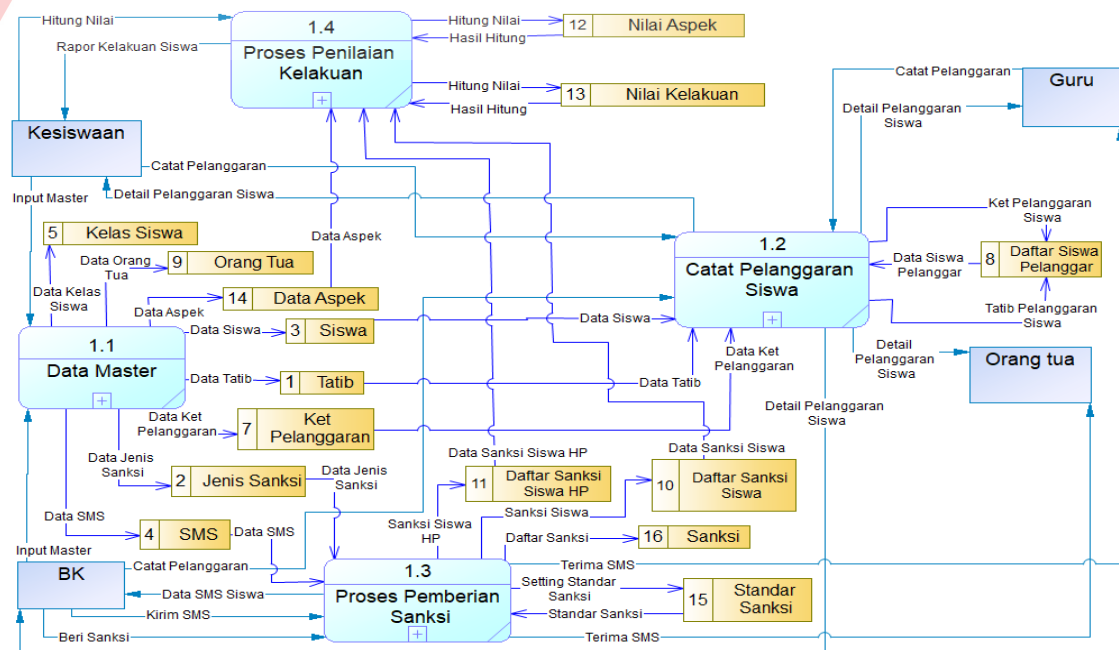 Hitung Nilai
Rapor Kelakuan Siswa
1.4
Proses Penilaian
Kelakuan
Hitung Nilai
Hasil Hitung
12 Nilai Aspek
Hitung Nilai
Hasil Hitung
13 Nilai Kelakuan
Catat Pelanggaran
Guru
Detail Pelanggaran
Siswa
Kesiswaan
Catat Pelanggaran
Detail Pelanggaran Siswa
Input Master
5 Kelas Siswa
Data Orang
Tua
9 Orang Tua
Data Aspek
Data Kelas
Siswa
14 Data Aspek
Data Aspek
Data Siswa
3 Siswa
Data Siswa
1.2
Catat Pelanggaran
Siswa
Ket Pelanggaran
Siswa
Data Siswa
Pelanggar
8 Daftar Siswa
Pelanggar
Tatib Pelanggaran
Siswa
1.1
Data Master
Data Tatib
1 Tatib
Data Tatib
Data Ket
Pelanggaran
Detail
Pelanggaran
Siswa
Orang tua
Detail Pelanggaran
Siswa
Data Ket
Pelanggaran
7 Ket
Pelanggaran
Data Jenis
Sanksi
2 Jenis Sanksi
Data Jenis
Sanksi
Data Sanksi Siswa HP
11 Daftar Sanksi
Siswa HP
Data Sanksi Siswa
10 Daftar Sanksi
Siswa
Data SMS
4 SMS
Data SMS
Sanksi Siswa
HP
Sanksi Siswa
Daftar Sanksi
16 Sanksi
Input Master
BK
Catat Pelanggaran
Data SMS Siswa
Kirim SMS
Beri Sanksi
1.3
Proses Pemberian
Sanksi
Terima SMS
Setting Standar
Sanksi
Standar Sanksi
15 Standar
Sanksi
Terima SMS